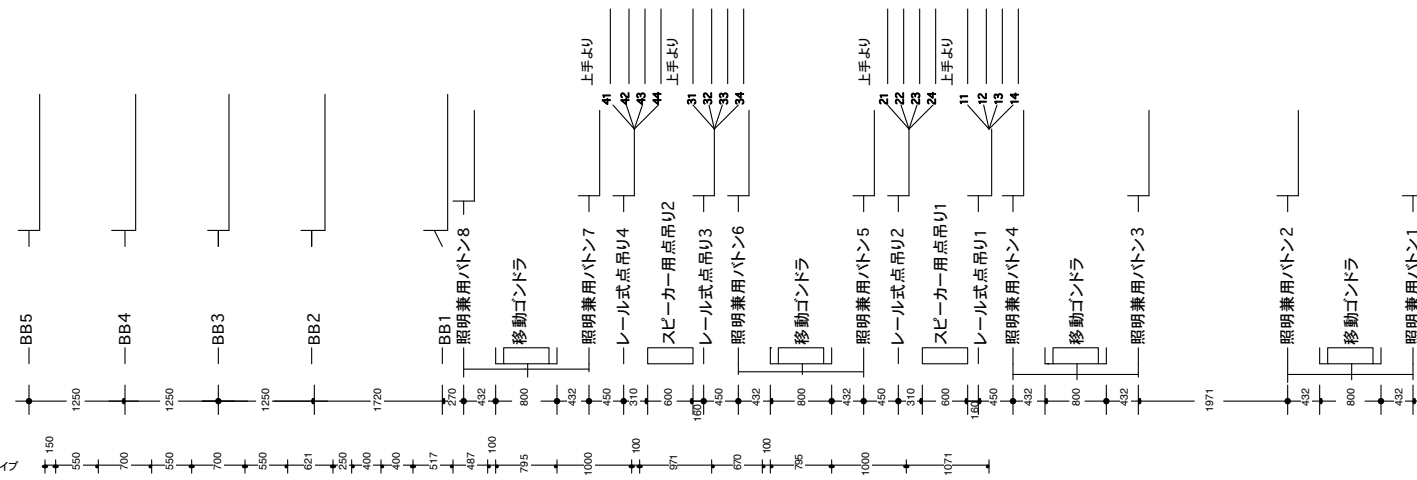 上手より
上手より
上手より
上手より
41
42
43
44
31
32
33
34
21
22
23
24
11
12
13
14
BB5
BB4
BB3
BB2
BB1
照明兼用バトン8
移動ゴンドラ
照明兼用バトン7
レール式点吊り4
スピーカー用点吊り2
レール式点吊り3
照明兼用バトン6
移動ゴンドラ
照明兼用バトン5
レール式点吊り2
スピーカー用点吊り1
レール式点吊り1
照明兼用バトン4
移動ゴンドラ
照明兼用バトン3
照明兼用バトン2
移動ゴンドラ
照明兼用バトン1
1250
1250
1250
1720
270
432
800
432
450
310
600
160
450
432
800
432
450
310
600
160
450
432
800
432
1971
432
800
432
イプ
150
550
700
550
700
550
621
250
400
400
517
487
100
795
1000
100
971
670
100
795
1000
1071